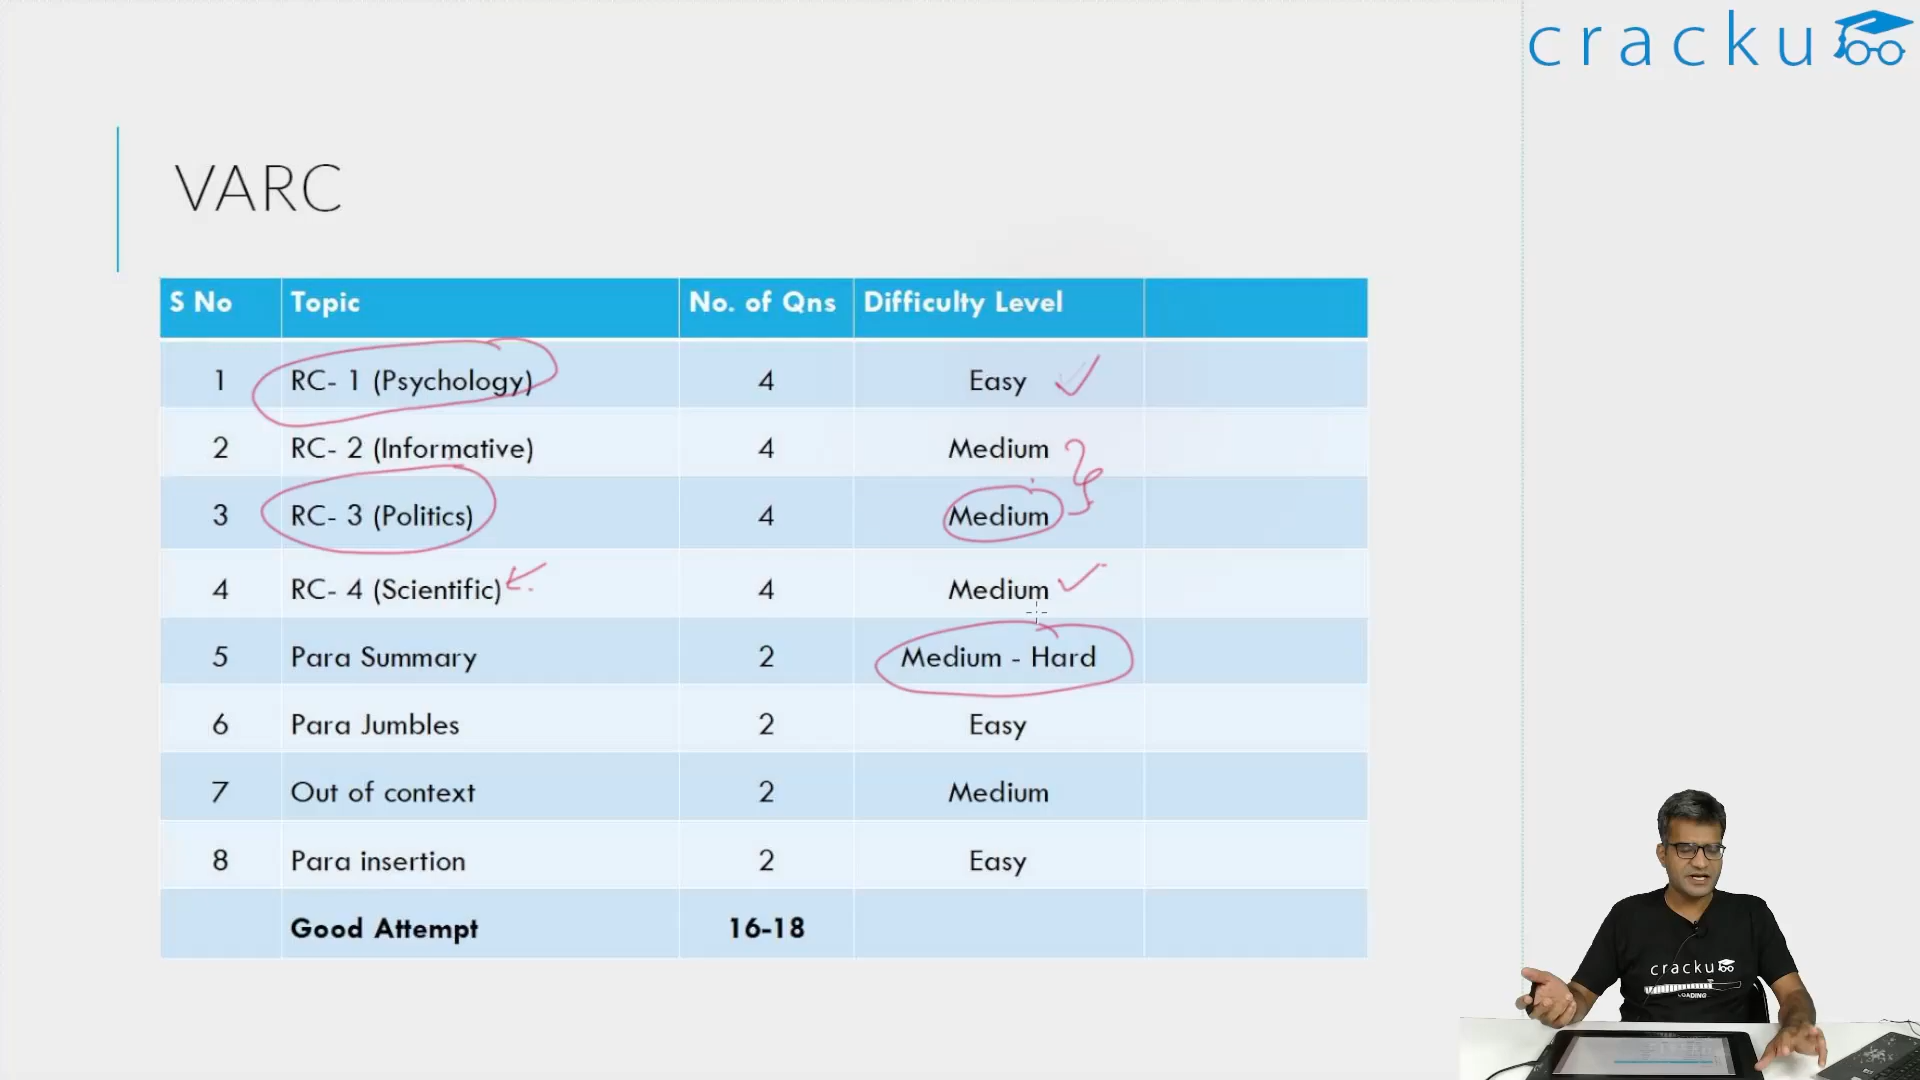 cracku
VARC
S No Topic No. of Qns Difficulty Level
1 RC- 1 (Psychology) 4 Easy
2 RC- 2 (Informative) 4 Medium
3 RC- 3 (Politics) 4 Medium
4 RC- 4 (Scientific) 4 Medium
5 Para Summary 2 Medium - Hard
6 Para Jumbles 2 Easy
7 Out of context 2 Medium
8 Para insertion 2 Easy
Good Attempt 16-18
cracku
LOADING